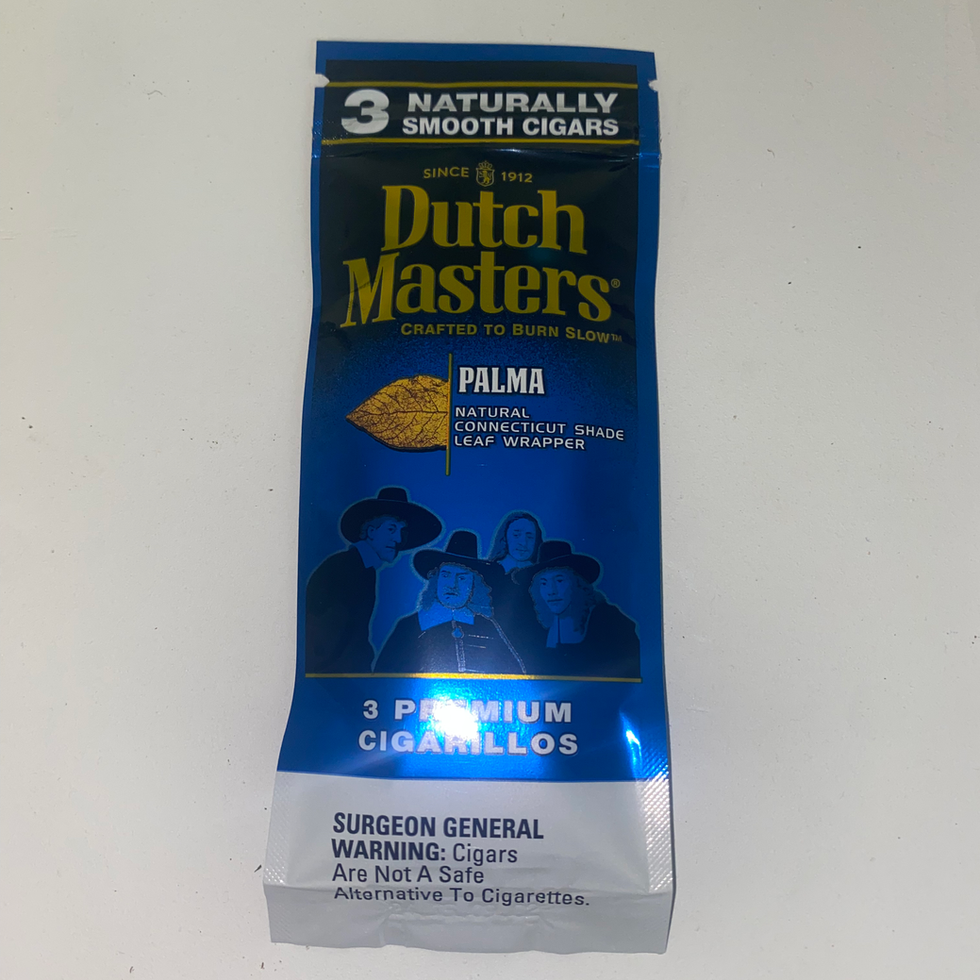 3 NATURALLY
SMOOTH CIGARS
SINCE 1912
Dutch
Masters®
CRAFTED TO BURN SLOW™
PALMA
NATURAL
CONNECTICUT SHADE
LEAF WRAPPER
3 PREMIUM
CIGARILLOS
SURGEON GENERAL
WARNING: Cigars
Are Not A Safe
Alternative To Cigarettes.